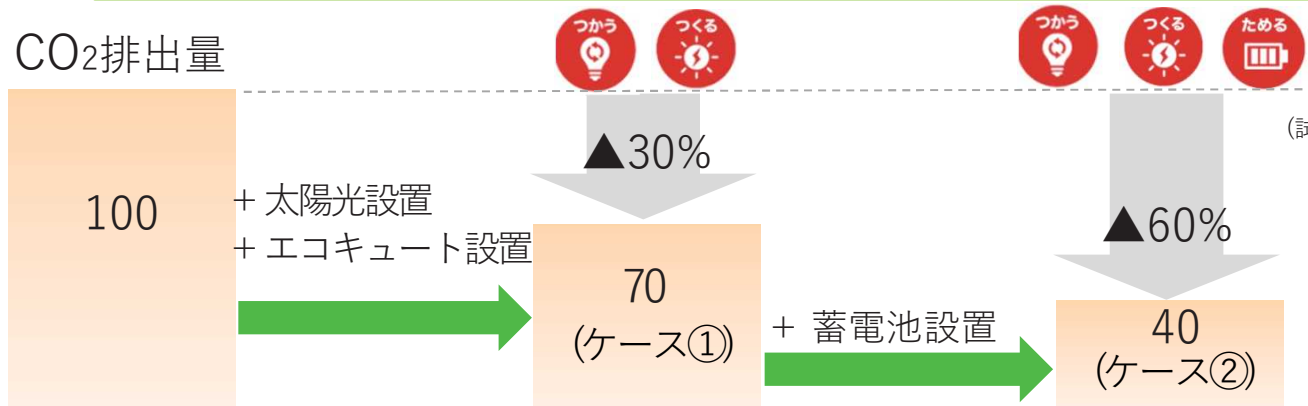 つかう
つくる
つかう
つくる
ためる
CO2排出量
(試
▲30%
100
+ 太陽光設置
+ エコキュート設置
▲60%
70
(ケース①)
+ 蓄電池設置
40
(ケース②)